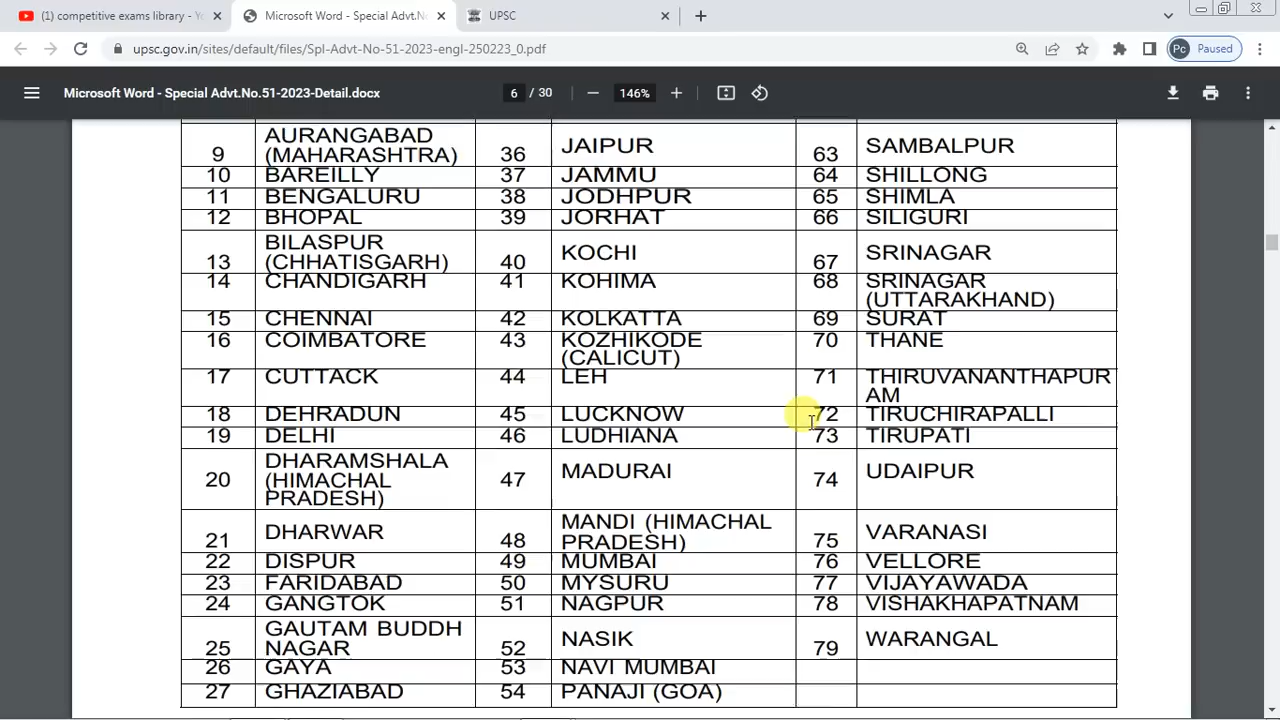 (1) competitive exams library - Y
Microsoft Word - Special Advt.N
UPSC
upsc.gov.in/sites/default/files/Spl-Advt-No-51-2023-engl-250223_0.pdf
Pc Paused
Microsoft Word - Special Advt.No.51-2023-Detail.docx
6 / 30
146%
9 AURANGABAD (MAHARASHTRA) 36 JAIPUR 63 SAMBALPUR
10 BAREILLY 37 JAMMU 64 SHILLONG
11 BENGALURU 38 JODHPUR 65 SHIMLA
12 BHOPAL 39 JORHAT 66 SILIGURI
13 BILASPUR (CHHATISGARH) 40 KOCHI 67 SRINAGAR
14 CHANDIGARH 41 KOHIMA 68 SRINAGAR (UTTARAKHAND)
15 CHENNAI 42 KOLKATTA 69 SURAT
16 COIMBATORE 43 KOZHIKODE (CALICUT) 70 THANE
17 CUTTACK 44 LEH 71 THIRUVANANTHAPUR AM
18 DEHRADUN 45 LUCKNOW 72 TIRUCHIRAPALLI
19 DELHI 46 LUDHIANA 73 TIRUPATI
20 DHARAMSHALA (HIMACHAL PRADESH) 47 MADURAI 74 UDAIPUR
21 DHARWAR 48 MANDI (HIMACHAL PRADESH) 75 VARANASI
22 DISPUR 49 MUMBAI 76 VELLORE
23 FARIDABAD 50 MYSURU 77 VIJAYAWADA
24 GANGTOK 51 NAGPUR 78 VISHAKHAPATNAM
25 GAUTAM BUDDH NAGAR 52 NASIK 79 WARANGAL
26 GAYA 53 NAVI MUMBAI
27 GHAZIABAD 54 PANAJI (GOA)